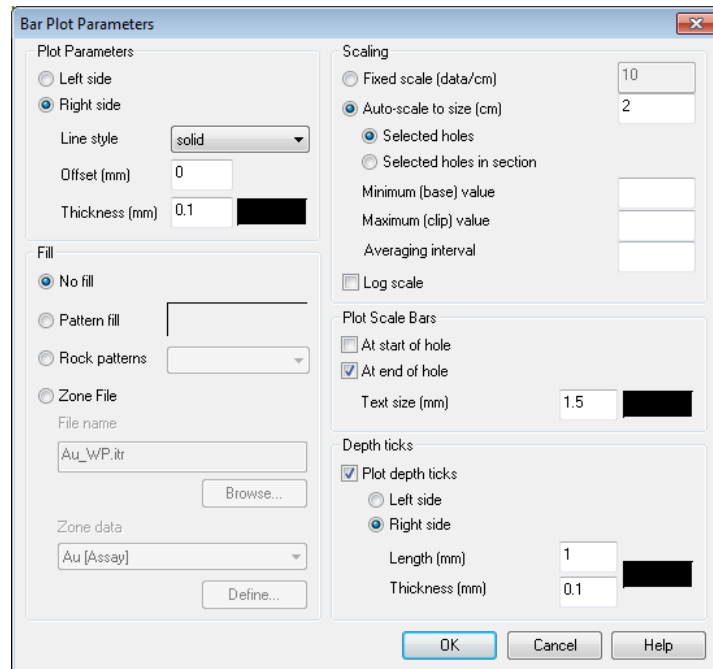 Bar Plot Parameters
Plot Parameters
Left side
Right side
Line style solid
Offset (mm) 0
Thickness (mm) 0.1
Fill
No fill
Pattern fill
Rock patterns
Zone File
File name
Au_WP.itr
Browse...
Zone data
Au [Assay]
Define...
Scaling
Fixed scale (data/cm) 10
Auto-scale to size (cm) 2
Selected holes
Selected holes in section
Minimum (base) value
Maximum (clip) value
Averaging interval
Log scale
Plot Scale Bars
At start of hole
At end of hole
Text size (mm) 1.5
Depth ticks
Plot depth ticks
Left side
Right side
Length (mm) 1
Thickness (mm) 0.1
OK Cancel Help